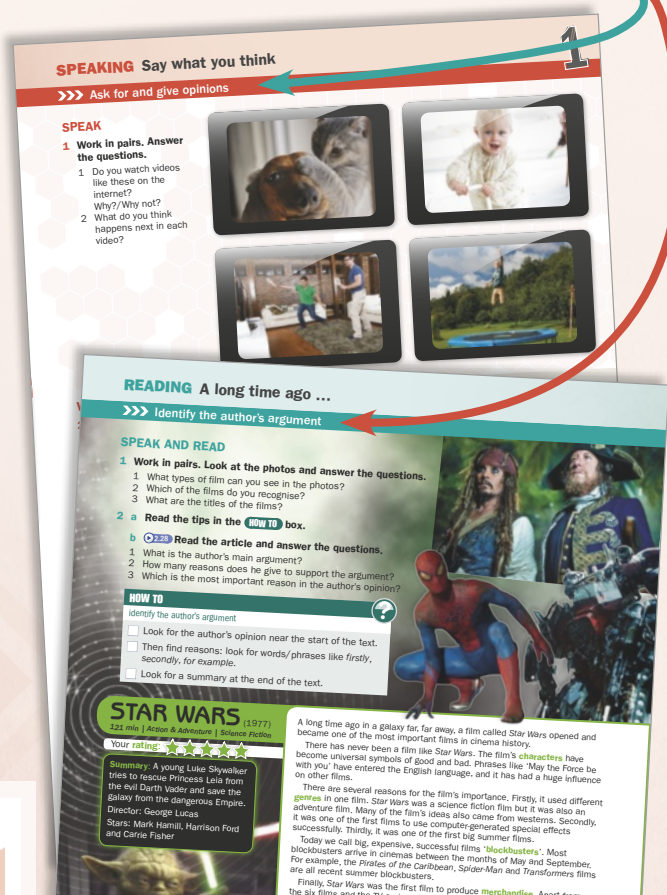 SPEAKING Say what you think
1
>>> Ask for and give opinions
SPEAK
1 Work in pairs. Answer
the questions.
1 Do you watch videos
like these on the
internet?
Why?/Why not?
2 What do you think
happens next in each
video?
READING A long time ago ...
>>> Identify the author's argument
SPEAK AND READ
1 Work in pairs. Look at the photos and answer the questions.
1 What types of film can you see in the photos?
2 Which of the films do you recognise?
3 What are the titles of the films?
2 a Read the tips in the HOW TO box.
b 2.28 Read the article and answer the questions.
1 What is the author's main argument?
2 How many reasons does he give to support the argument?
3 Which is the most important reason in the author's opinion?
HOW TO
?
identify the author's argument
Look for the author's opinion near the start of the text.
Then find reasons: look for words/phrases like firstly,
secondly, for example.
Look for a summary at the end of the text.
STAR WARS (1977)
121 min | Action & Adventure | Science Fiction
Your rating:
Summary: A young Luke Skywalker
tries to rescue Princess Leia from
the evil Darth Vader and save the
galaxy from the dangerous Empire.
Director: George Lucas
Stars: Mark Hamill, Harrison Ford
and Carrie Fisher
A long time ago in a galaxy far, far away, a film called Star Wars opened and
became one of the most important films in cinema history.
There has never been a film like Star Wars. The film's characters have
become universal symbols of good and bad. Phrases like 'May the Force be
with you' have entered the English language, and it has had a huge influence
on other films.
There are several reasons for the film's importance. Firstly, it used different
genres in one film. Star Wars was a science fiction film but it was also an
adventure film. Many of the film's ideas also came from westerns. Secondly,
it was one of the first films to use computer-generated special effects
successfully. Thirdly, it was one of the first big summer films.
Today we call big, expensive, successful films 'blockbusters'. Most
blockbusters arrive in cinemas between the months of May and September.
For example, the Pirates of the Caribbean, Spider-Man and Transformers films
are all recent summer blockbusters.
Finally, Star Wars was the first film to produce merchandise. Apart from
the six films and the TV